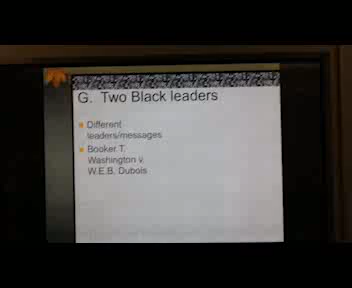 G. Two Black leaders
Different
leaders/messages
Booker T.
Washington v.
W.E.B. Dubois